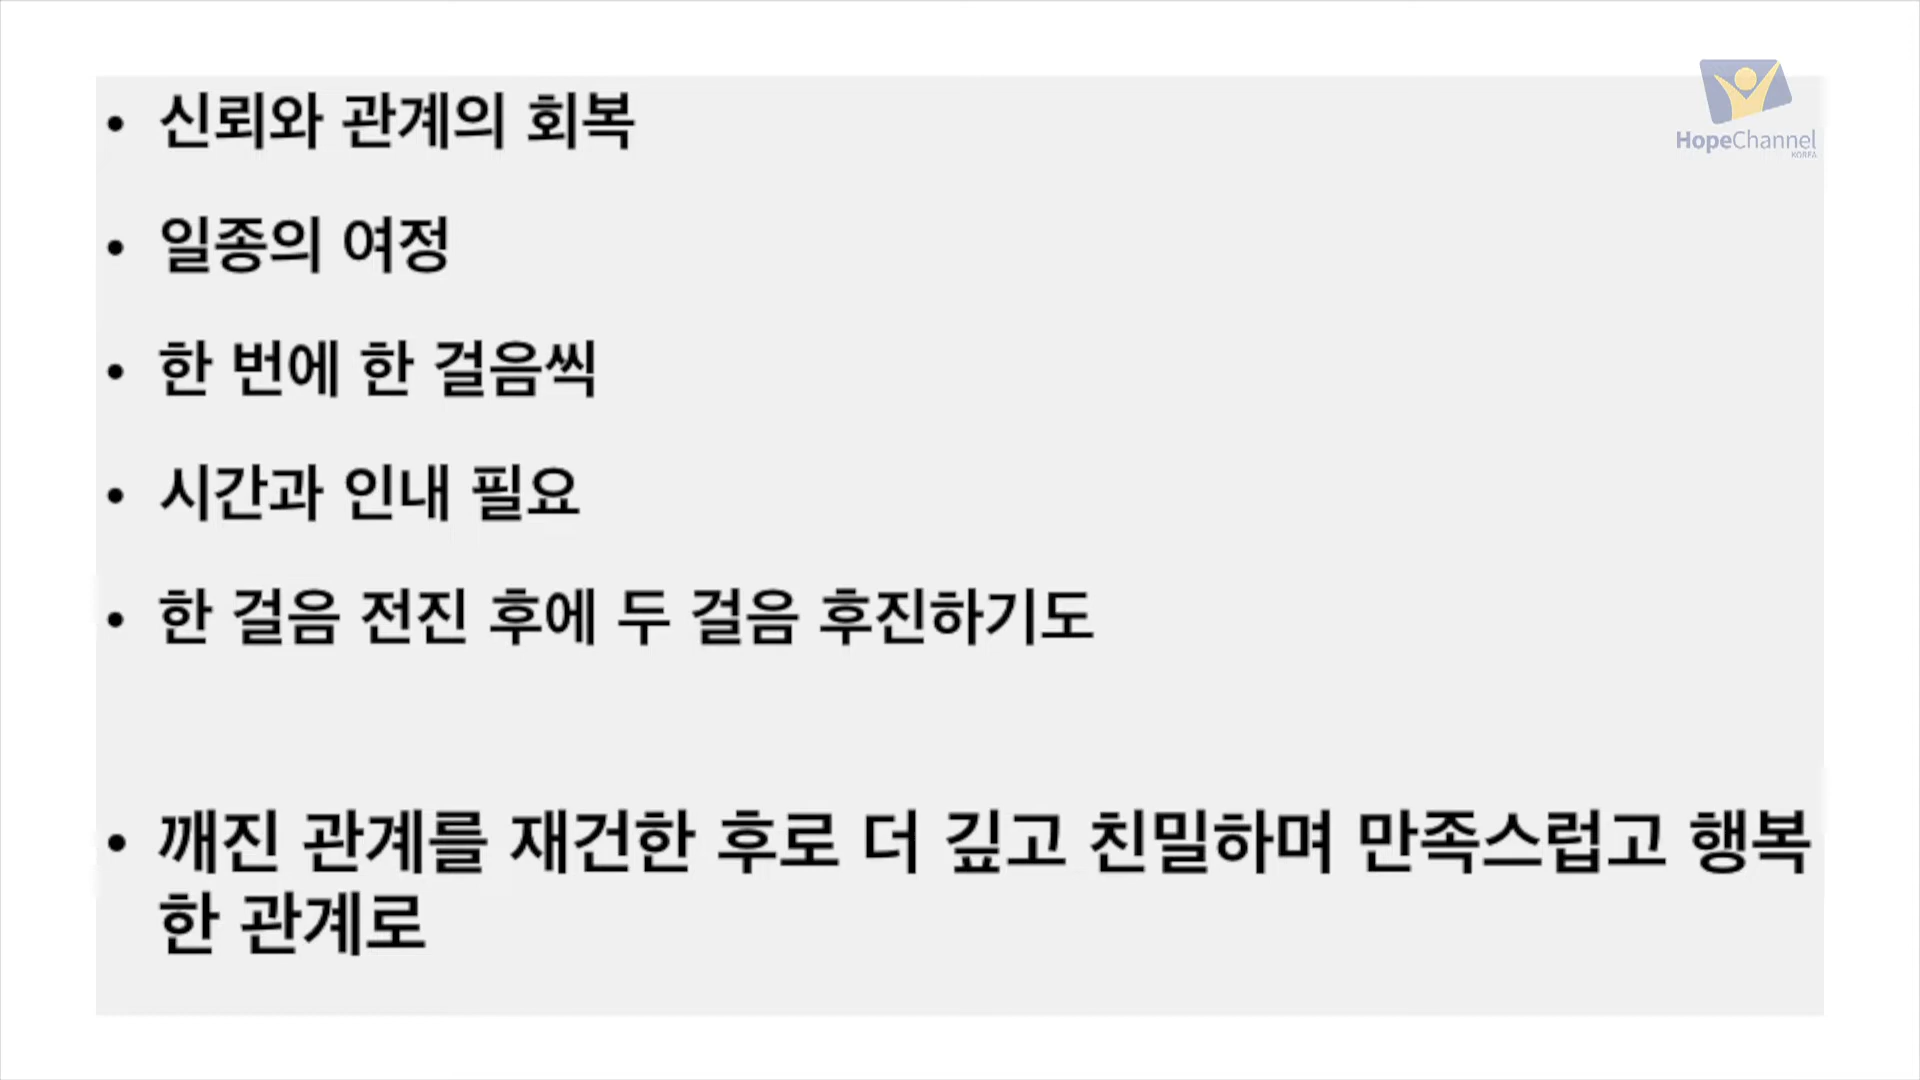 HopeChannel
KOREA
• 신뢰와 관계의 회복
• 일종의 여정
• 한 번에 한 걸음씩
• 시간과 인내 필요
• 한 걸음 전진 후에 두 걸음 후진하기도
• 깨진 관계를 재건한 후로 더 깊고 친밀하며 만족스럽고 행복
한 관계로